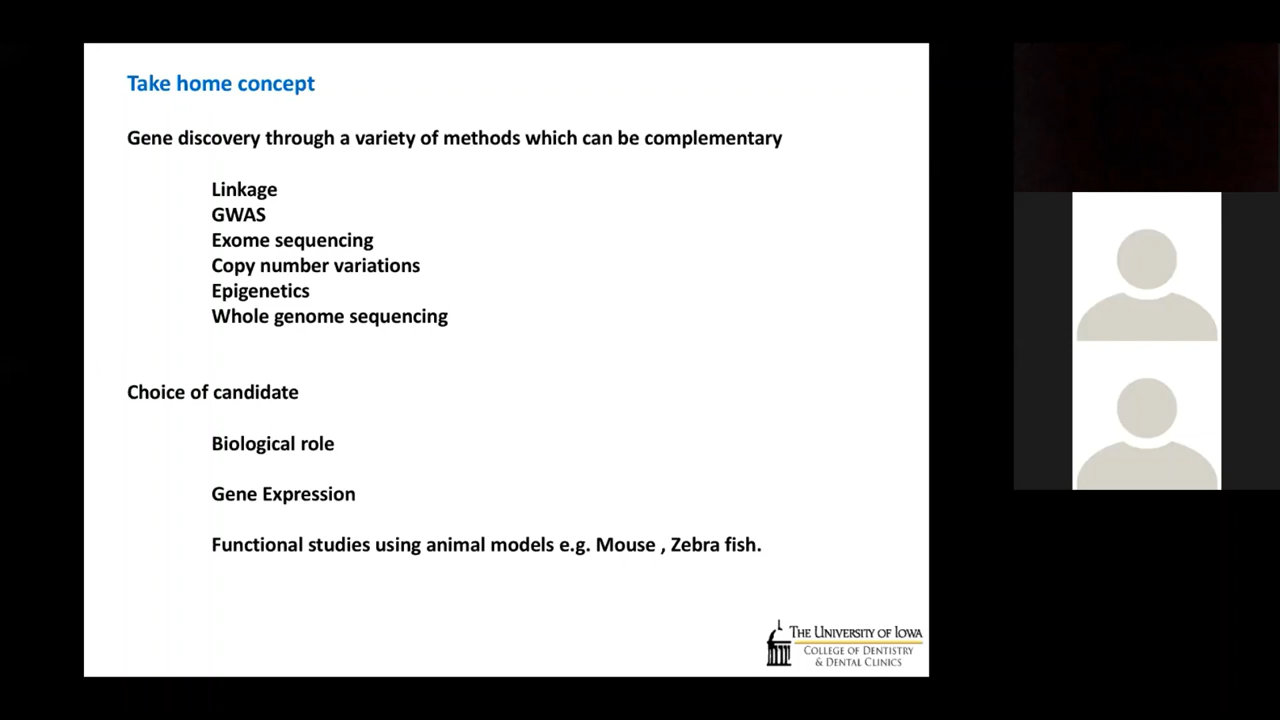 Take home concept
Gene discovery through a variety of methods which can be complementary
Linkage
GWAS
Exome sequencing
Copy number variations
Epigenetics
Whole genome sequencing
Choice of candidate
Biological role
Gene Expression
Functional studies using animal models e.g. Mouse , Zebra fish.
THE UNIVERSITY OF IOWA
COLLEGE OF DENTISTRY
& DENTAL CLINICS